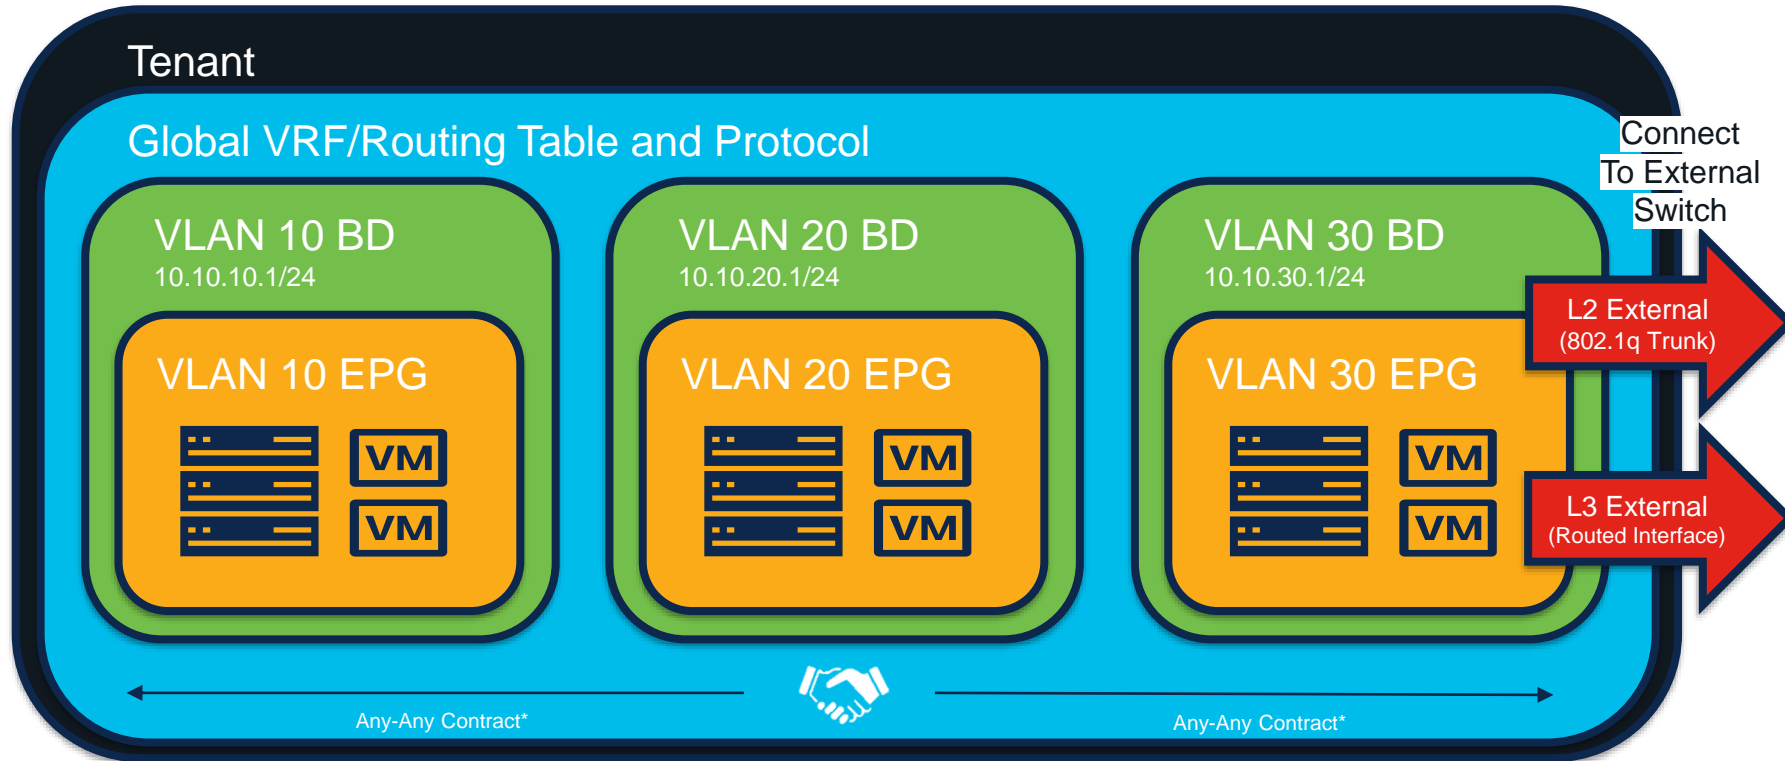 Tenant
Global VRF/Routing Table and Protocol
Connect
To External
Switch
VLAN 10 BD
10.10.10.1/24
VLAN 10 EPG
VM
VM
VLAN 20 BD
10.10.20.1/24
VLAN 20 EPG
VM
VM
VLAN 30 BD
10.10.30.1/24
VLAN 30 EPG
VM
VM
L2 External
(802.1q Trunk)
L3 External
(Routed Interface)
Any-Any Contract*
Any-Any Contract*